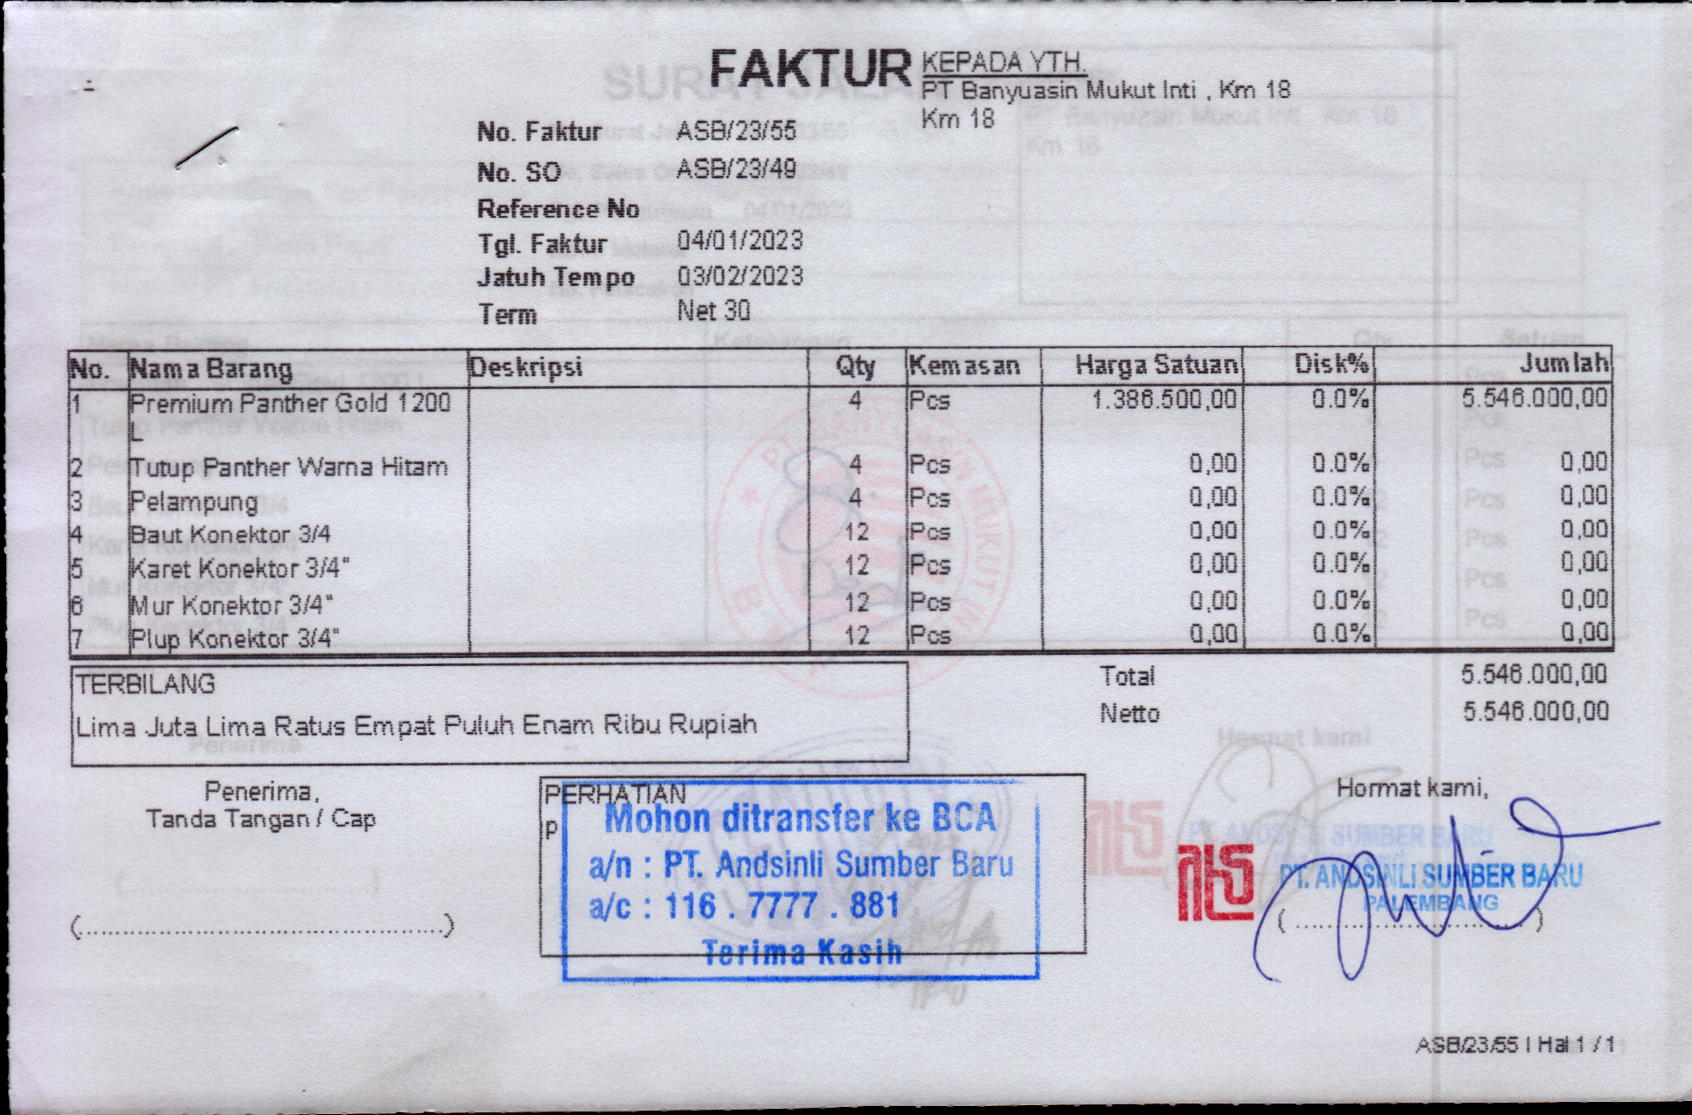 FAKTUR
KEPADA YTH.
PT Banyuasin Mukut Inti , Km 18
Km 18
No. Faktur ASB/23/55
No. SO ASB/23/49
Reference No
Tgl. Faktur 04/01/2023
Jatuh Tempo 03/02/2023
Term Net 30
No. Nama Barang Deskripsi Qty Kemasan Harga Satuan Disk% Jumlah
1 Premium Panther Gold 1200 4 Pcs 1.386.500,00 0.0% 5.546.000,00
L
2 Tutup Panther Warna Hitam 4 Pcs 0,00 0.0% 0,00
3 Pelampung 4 Pcs 0,00 0.0% 0,00
4 Baut Konektor 3/4 12 Pcs 0,00 0.0% 0,00
5 Karet Konektor 3/4" 12 Pcs 0,00 0.0% 0,00
6 Mur Konektor 3/4" 12 Pcs 0,00 0.0% 0,00
7 Plup Konektor 3/4" 12 Pcs 0,00 0.0% 0,00
TERBILANG
Lima Juta Lima Ratus Empat Puluh Enam Ribu Rupiah
Total 5.546.000,00
Netto 5.546.000,00
Penerima,
Tanda Tangan / Cap
(............................................)
PERHATIAN
P
Mohon ditransfer ke BCA
a/n : PT. Andsinli Sumber Baru
a/c : 116 . 7777 . 881
Terima Kasih
Hormat kami,
PT. ANDSINLI SUMBER BARU
PALEMBANG
(..............................)
ASB/23/55 | Hal 1 / 1